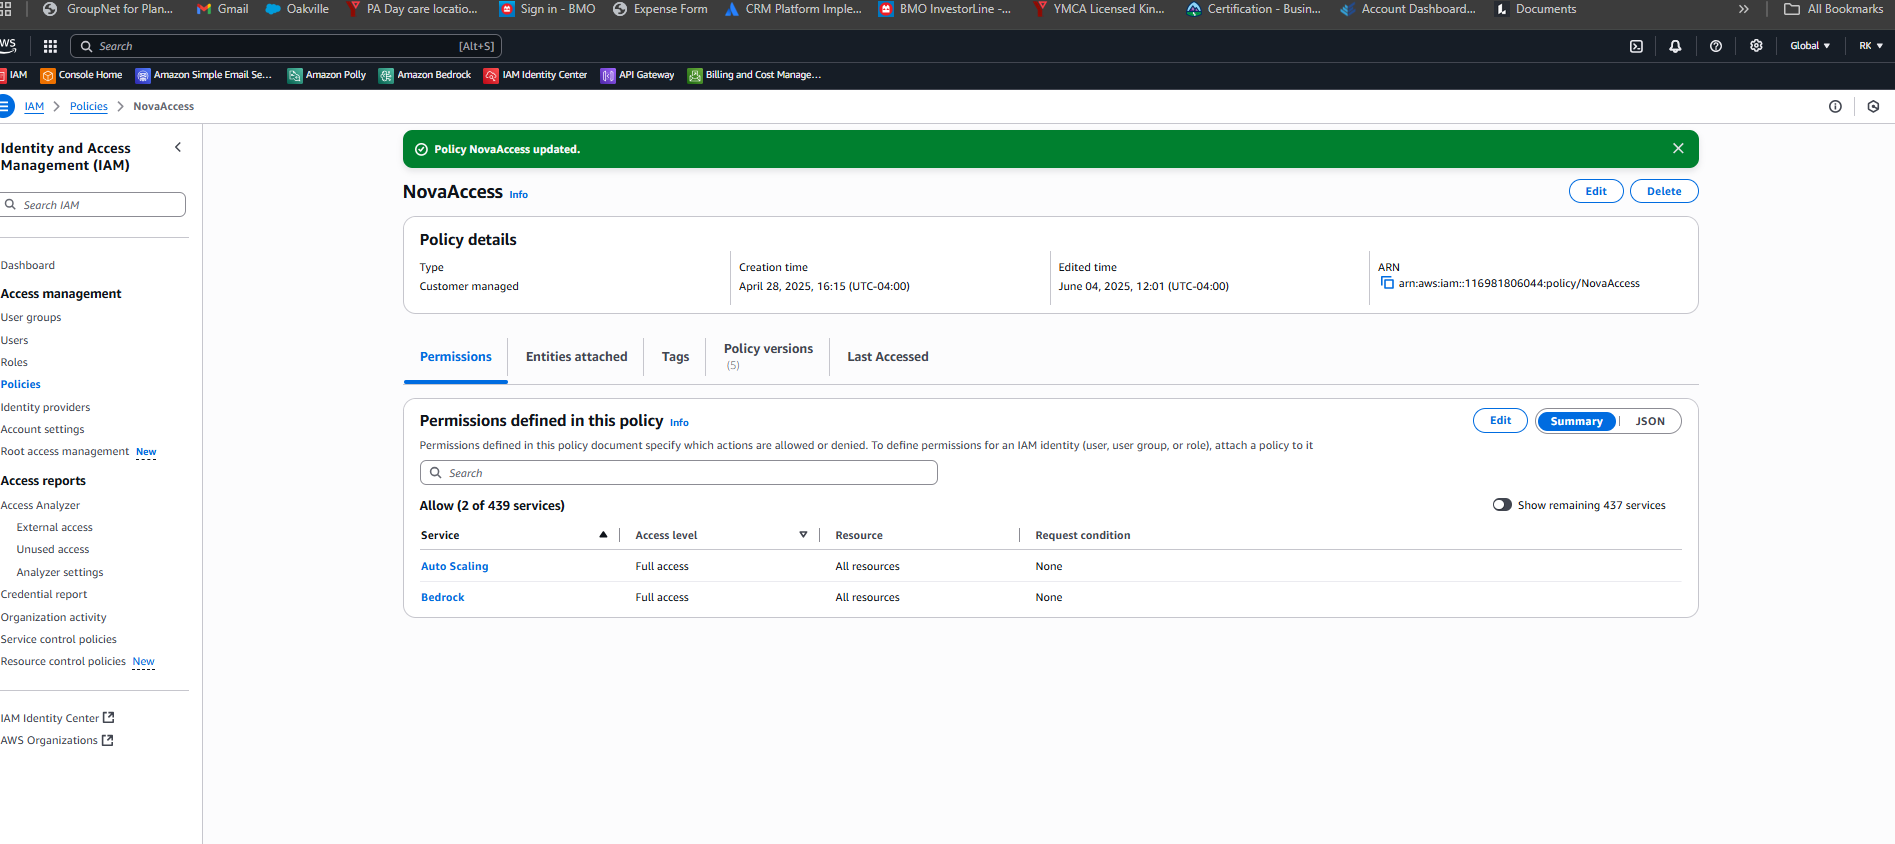 GroupNet for Plan...
Gmail
Oakville
PA Day care locatio...
Sign in - BMO
Expense Form
CRM Platform Imple...
BMO InvestorLine -...
YMCA Licensed Kin...
Certification - Busin...
Account Dashboard...
Documents
All Bookmarks
Search
[Alt+S]
Global
RK
IAM
Console Home
Amazon Simple Email Se...
Amazon Polly
Amazon Bedrock
IAM Identity Center
API Gateway
Billing and Cost Manage...
IAM
Policies
NovaAccess
Identity and Access
Management (IAM)
Search IAM
Dashboard
Access management
User groups
Users
Roles
Policies
Identity providers
Account settings
Root access management New
Access reports
Access Analyzer
External access
Unused access
Analyzer settings
Credential report
Organization activity
Service control policies
Resource control policies New
IAM Identity Center
AWS Organizations
Policy NovaAccess updated.
NovaAccess Info
Edit
Delete
Policy details
Type
Customer managed
Creation time
April 28, 2025, 16:15 (UTC-04:00)
Edited time
June 04, 2025, 12:01 (UTC-04:00)
ARN
arn:aws:iam::116981806044:policy/NovaAccess
Permissions
Entities attached
Tags
Policy versions
(5)
Last Accessed
Permissions defined in this policy Info
Edit
Summary
JSON
Permissions defined in this policy document specify which actions are allowed or denied. To define permissions for an IAM identity (user, user group, or role), attach a policy to it
Search
Allow (2 of 439 services)
Show remaining 437 services
Service
Access level
Resource
Request condition
Auto Scaling
Full access
All resources
None
Bedrock
Full access
All resources
None